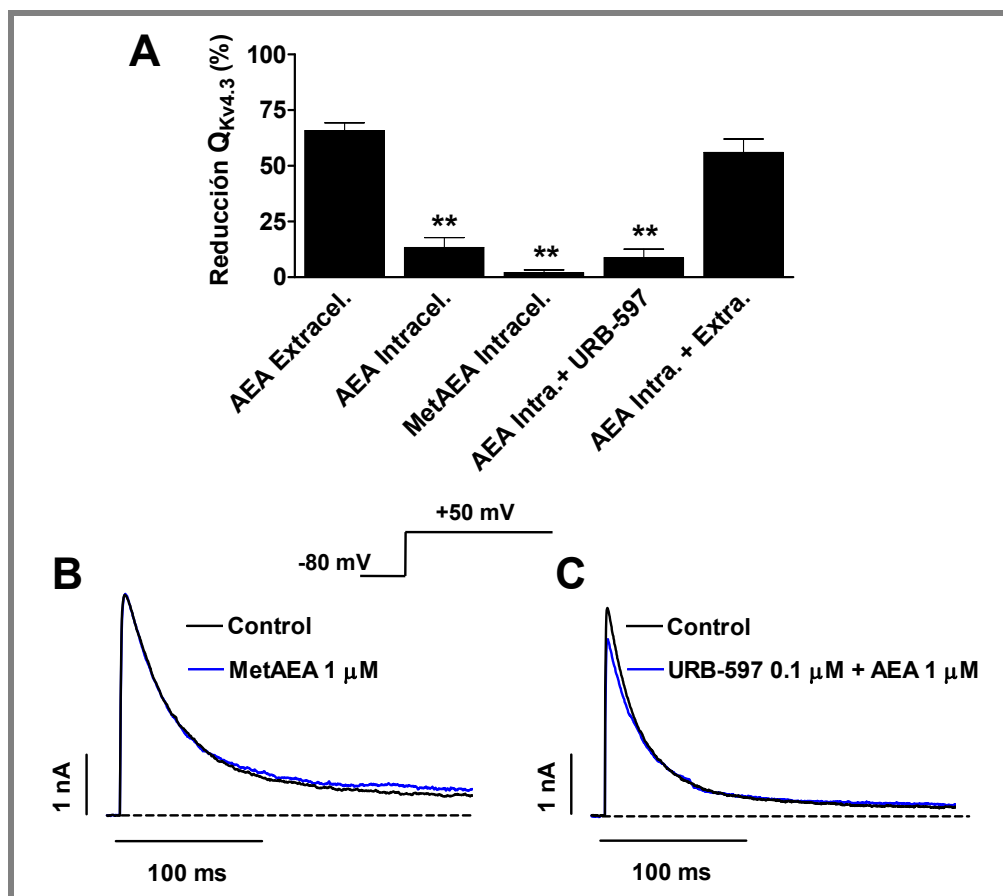 A
Reducción QKv4.3 (%)
100
75
50
25
0
**
**
**
AEA Extracel.
AEA Intracel.
MetAEA Intracel.
AEA Intra.+ URB-597
AEA Intra. + Extra.
+50 mV
-80 mV
B
Control
MetAEA 1 μM
1 nA
100 ms
C
Control
URB-597 0.1 μM + AEA 1 μM
1 nA
100 ms